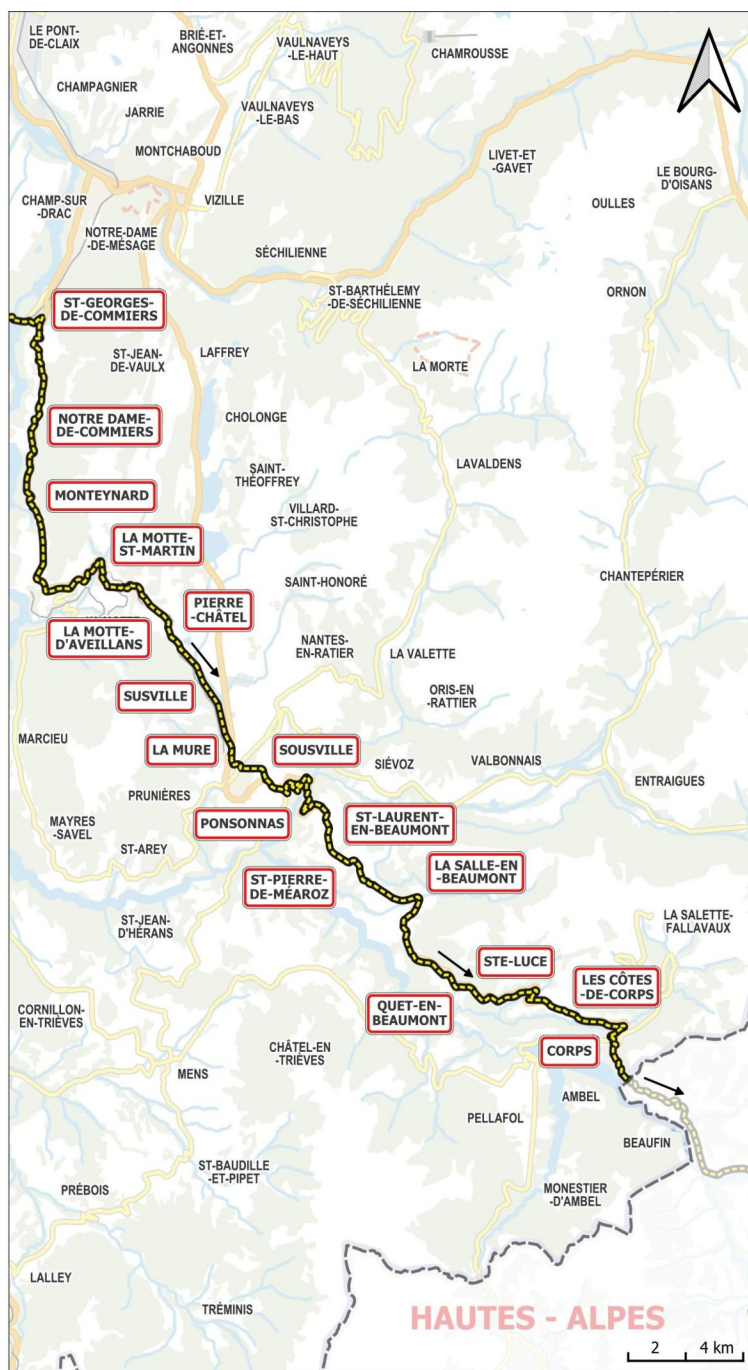 LE PONT-
DE-CLAIX
BRIÉ-ET-
ANGONNES
VAULNAVEYS
-LE-HAUT
CHAMROUSSE
CHAMPAGNIER
JARRIE
VAULNAVEYS
-LE-BAS
MONTCHABOUD
LIVET-ET
-GAVET
LE BOURG-
D'OISANS
CHAMP-SUR
-DRAC
VIZILLE
OULLES
NOTRE-DAME
-DE-MÉSAGE
SÉCHILIENNE
ST-BARTHÉLEMY
-DE-SÉCHILIENNE
ORNON
ST-GEORGES-
DE-COMMIERS
ST-JEAN-
DE-VAULX
LAFFREY
LA MORTE
NOTRE DAME-
DE-COMMIERS
CHOLONGE
SAINT-
THÉOFFREY
LAVALDENS
MONTEYNARD
VILLARD-
ST-CHRISTOPHE
LA MOTTE-
ST-MARTIN
SAINT-HONORÉ
CHANTEPÉRIER
PIERRE
-CHÂTEL
LA MOTTE-
D'AVEILLANS
NANTES-
EN-RATIER
LA VALETTE
SUSVILLE
ORIS-EN
-RATTIER
MARCIEU
LA MURE
SOUSVILLE
SIÉVOZ
VALBONNAIS
ENTRAIGUES
PRUNIÈRES
MAYRES
-SAVEL
PONSONNAS
ST-LAURENT-
EN-BEAUMONT
ST-AREY
LA SALLE-EN
-BEAUMONT
ST-PIERRE-
DE-MÉAROZ
ST-JEAN-
D'HÉRANS
LA SALETTE-
FALLAVAUX
STE-LUCE
LES CÔTES
-DE-CORPS
CORNILLON-
EN-TRIÈVES
QUET-EN-
BEAUMONT
CHÂTEL-EN
-TRIÈVES
CORPS
MENS
AMBEL
PELLAFOL
BEAUFIN
ST-BAUDILLE
-ET-PIPET
PRÉBOIS
MONESTIER
-D'AMBEL
LALLEY
TRÉMINIS
HAUTES - ALPES
2 4 km